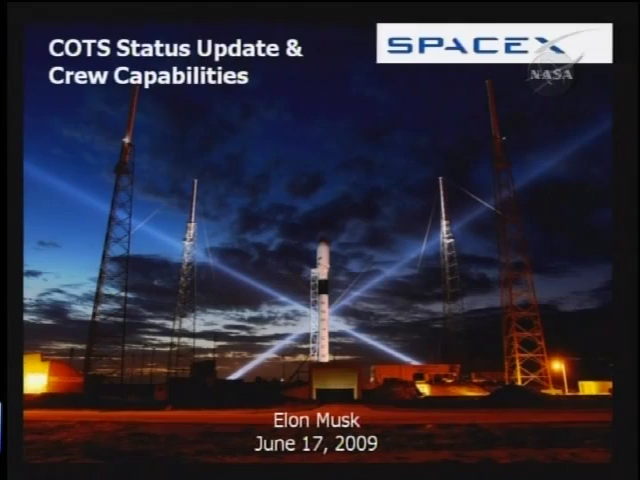 COTS Status Update &
Crew Capabilities
SPACEX
NASA
Elon Musk
June 17, 2009